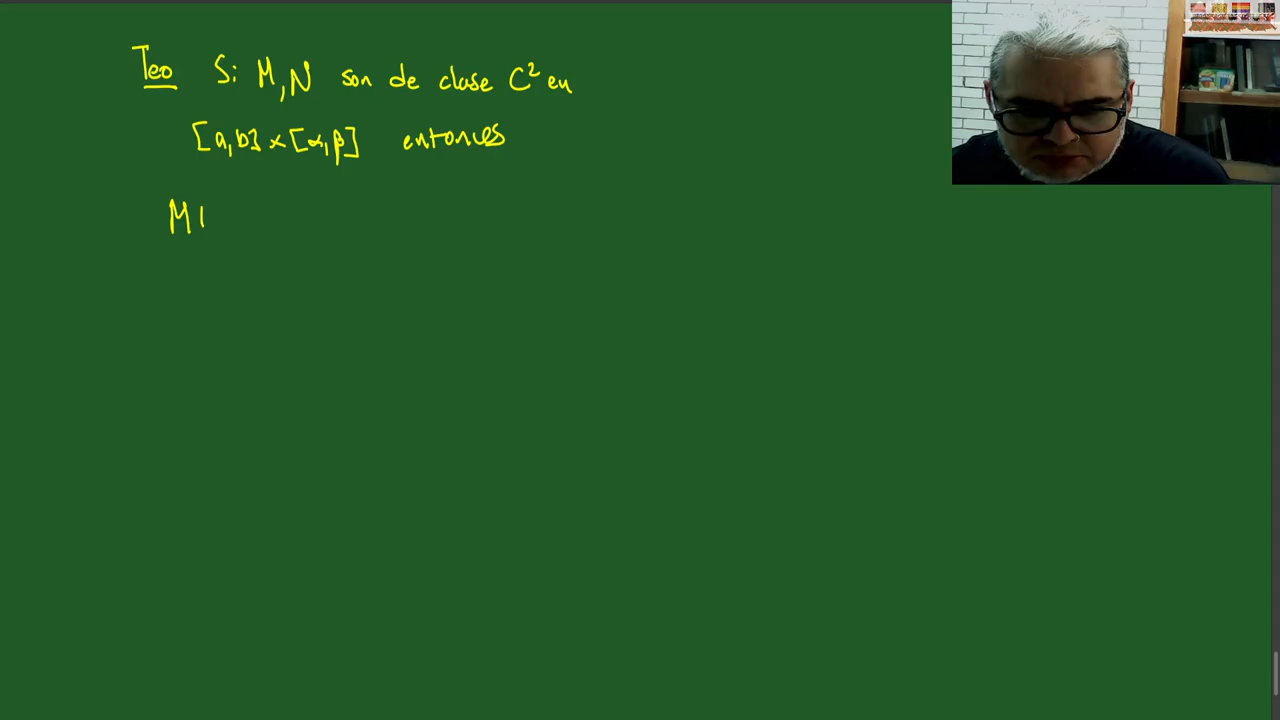 Teo Si M,N son de clase C² en
[a,b] × [α,β] entonces
M(